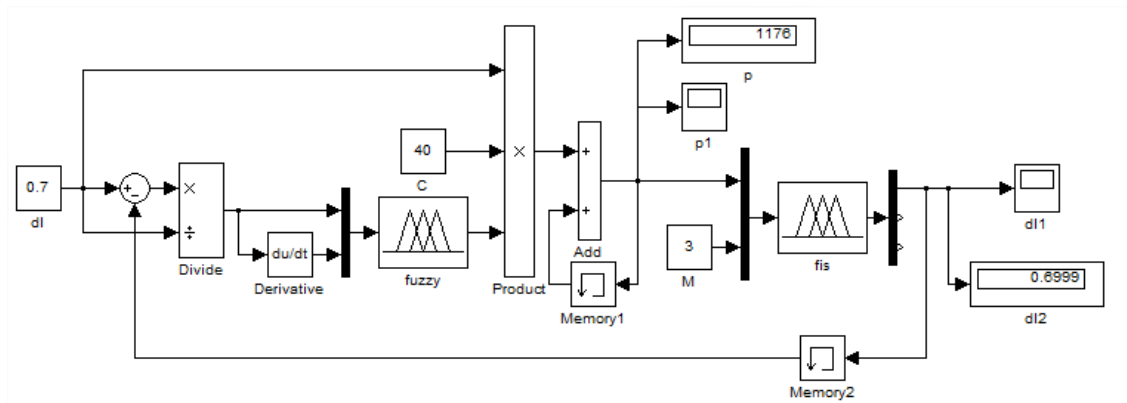 1176
p
p1
40
C
×
+
+
0.7
dI
+
−
×
÷
Divide
du/dt
Derivative
fuzzy
Product
Add
Memory1
3
M
fis
dI1
0.6999
dI2
Memory2